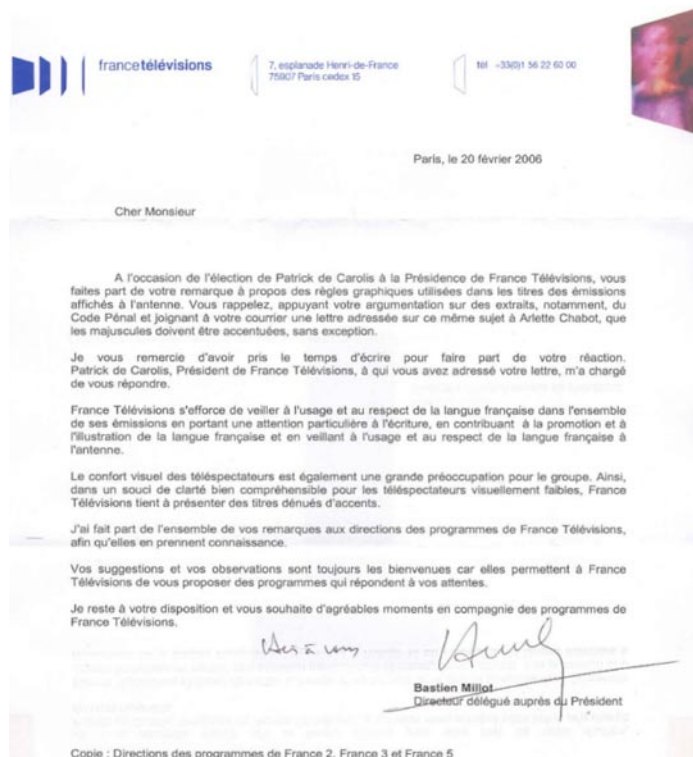 francetélévisions
7, esplanade Henri-de-France
75907 Paris cedex 15
tél +33(0)1 56 22 60 00
Paris, le 20 février 2006
Cher Monsieur
A l'occasion de l'élection de Patrick de Carolis à la Présidence de France Télévisions, vous
faites part de votre remarque à propos des règles graphiques utilisées dans les titres des émissions
affichés à l'antenne. Vous rappelez, appuyant votre argumentation sur des extraits, notamment, du
Code Pénal et joignant à votre courrier une lettre adressée sur ce même sujet à Arlette Chabot, que
les majuscules doivent être accentuées, sans exception.
Je vous remercie d'avoir pris le temps d'écrire pour faire part de votre réaction.
Patrick de Carolis, Président de France Télévisions, à qui vous avez adressé votre lettre, m'a chargé
de vous répondre.
France Télévisions s'efforce de veiller à l'usage et au respect de la langue française dans l'ensemble
de ses émissions en portant une attention particulière à l'écriture, en contribuant à la promotion et à
l'illustration de la langue française et en veillant à l'usage et au respect de la langue française à
l'antenne.
Le confort visuel des téléspectateurs est également une grande préoccupation pour le groupe. Ainsi,
dans un souci de clarté bien compréhensible pour les téléspectateurs visuellement faibles, France
Télévisions tient à présenter des titres dénués d'accents.
J'ai fait part de l'ensemble de vos remarques aux directions des programmes de France Télévisions,
afin qu'elles en prennent connaissance.
Vos suggestions et vos observations sont toujours les bienvenues car elles permettent à France
Télévisions de vous proposer des programmes qui répondent à vos attentes.
Je reste à votre disposition et vous souhaite d'agréables moments en compagnie des programmes de
France Télévisions.
à vous
Bastien Millot
Directeur délégué auprès du Président
Copie : Directions des programmes de France 2, France 3 et France 5